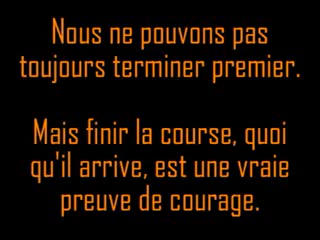 Nous ne pouvons pas
toujours terminer premier.
Mais finir la course, quoi
qu'il arrive, est une vraie
preuve de courage.